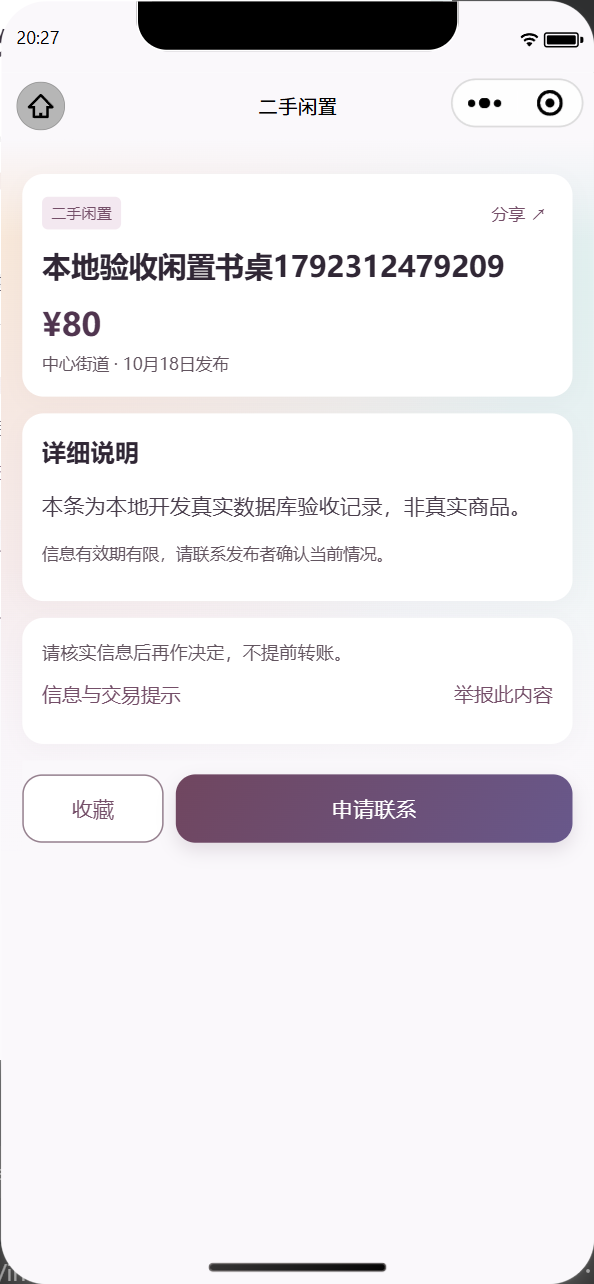 20:27
二手闲置
二手闲置
分享 ↗
本地验收闲置书桌1792312479209
¥80
中心街道 · 10月18日发布
详细说明
本条为本地开发真实数据库验收记录，非真实商品。
信息有效期有限，请联系发布者确认当前情况。
请核实信息后再作决定，不提前转账。
信息与交易提示
举报此内容
收藏
申请联系